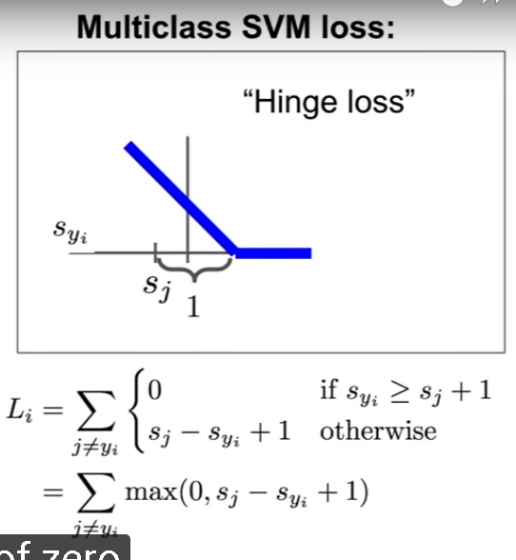 Multiclass SVM loss:
“Hinge loss”
s_{y_i}
s_j
1
L_i = \sum_{j \neq y_i} \begin{cases} 0 & \text{if } s_{y_i} \geq s_j + 1 \\ s_j - s_{y_i} + 1 & \text{otherwise} \end{cases}
= \sum_{j \neq y_i} \max(0, s_j - s_{y_i} + 1)
of zero